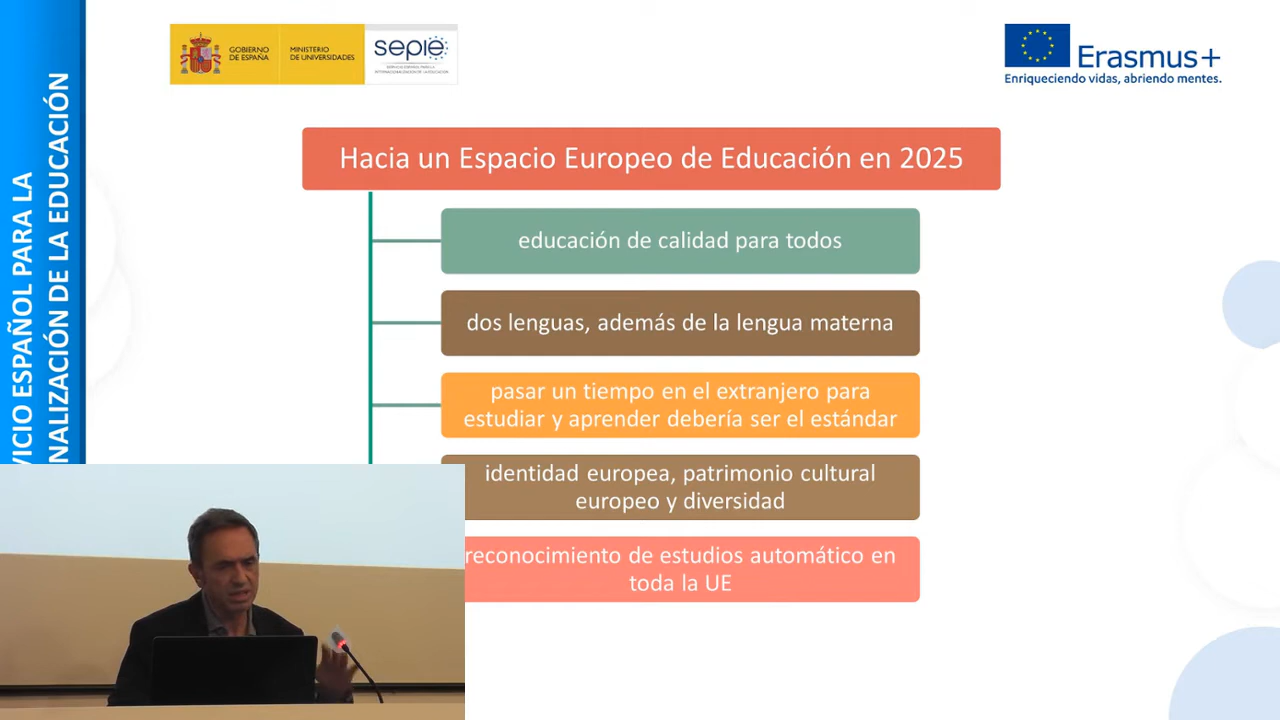 GOBIERNO
DE ESPAÑA
MINISTERIO
DE UNIVERSIDADES
sepie
SERVICIO ESPAÑOL PARA LA
INTERNACIONALIZACIÓN DE LA EDUCACIÓN
Erasmus+
Enriqueciendo vidas, abriendo mentes.
VICIO ESPAÑOL PARA LA
NALIZACIÓN DE LA EDUCACIÓN
Hacia un Espacio Europeo de Educación en 2025
educación de calidad para todos
dos lenguas, además de la lengua materna
pasar un tiempo en el extranjero para
estudiar y aprender debería ser el estándar
identidad europea, patrimonio cultural
europeo y diversidad
reconocimiento de estudios automático en
toda la UE